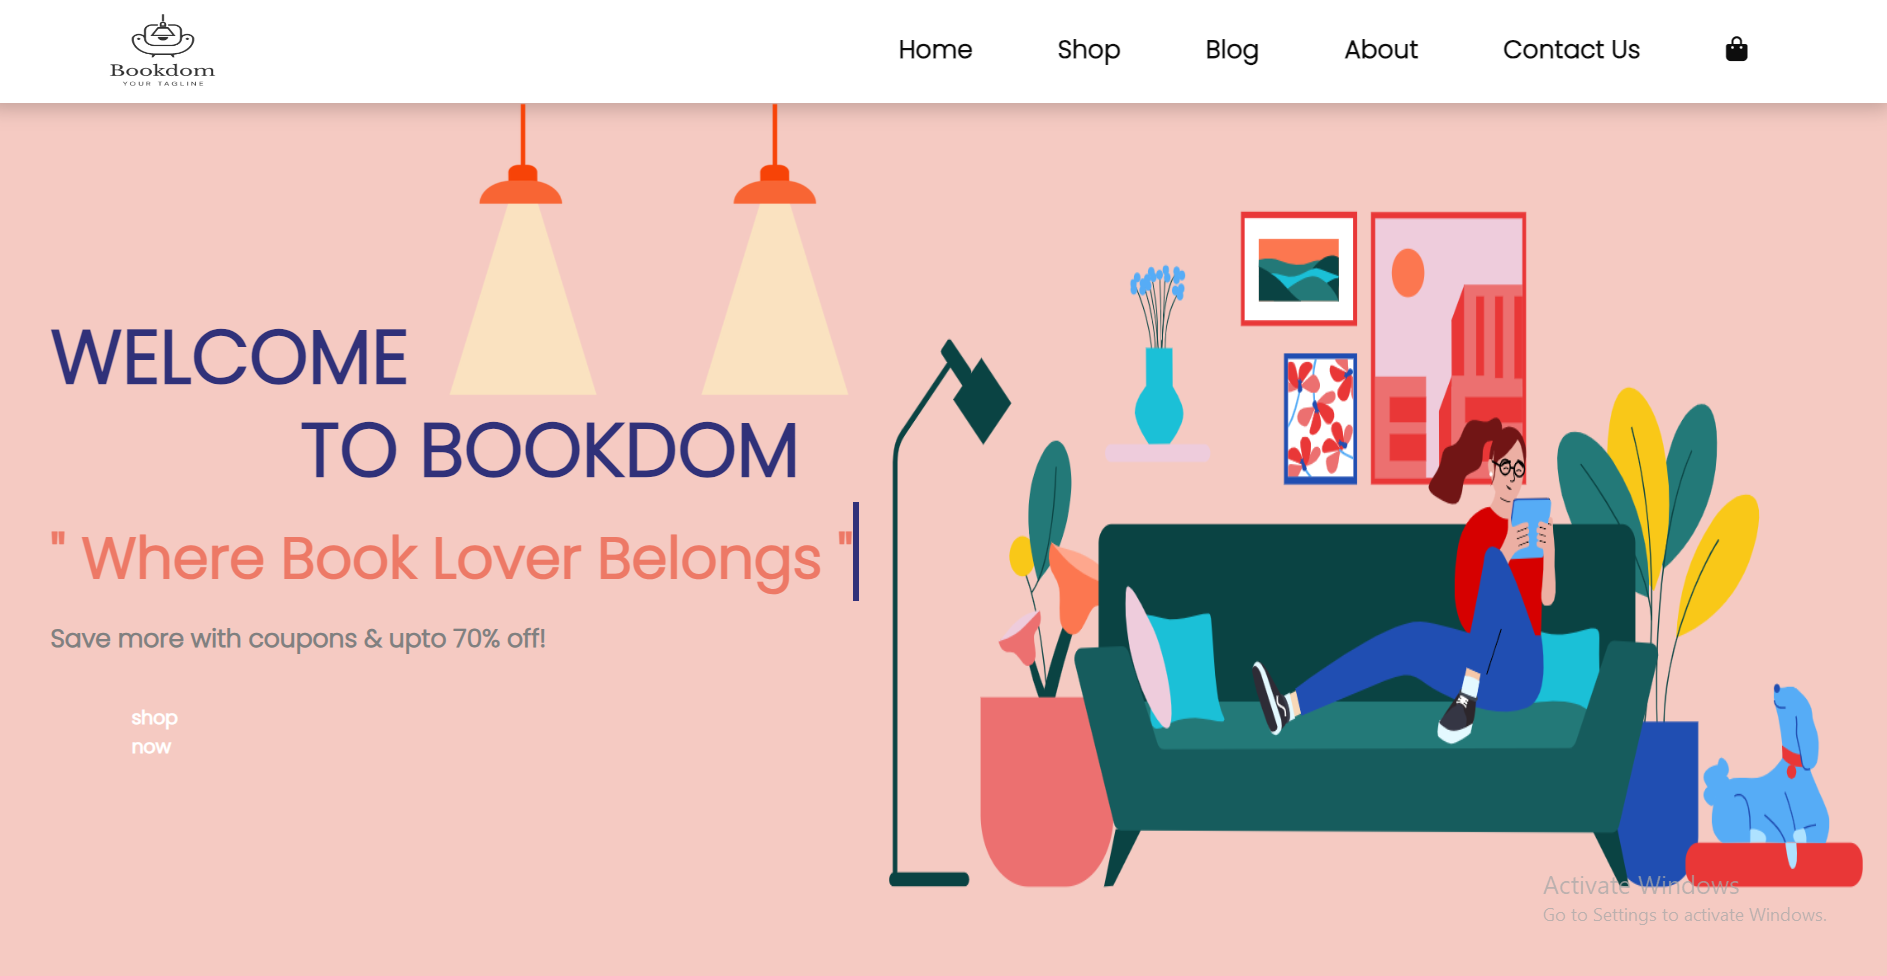 Bookdom
YOUR TAGLINE
Home Shop Blog About Contact Us
WELCOME
TO BOOKDOM
" Where Book Lover Belongs "
Save more with coupons & upto 70% off!
shop
now
Activate Windows
Go to Settings to activate Windows.